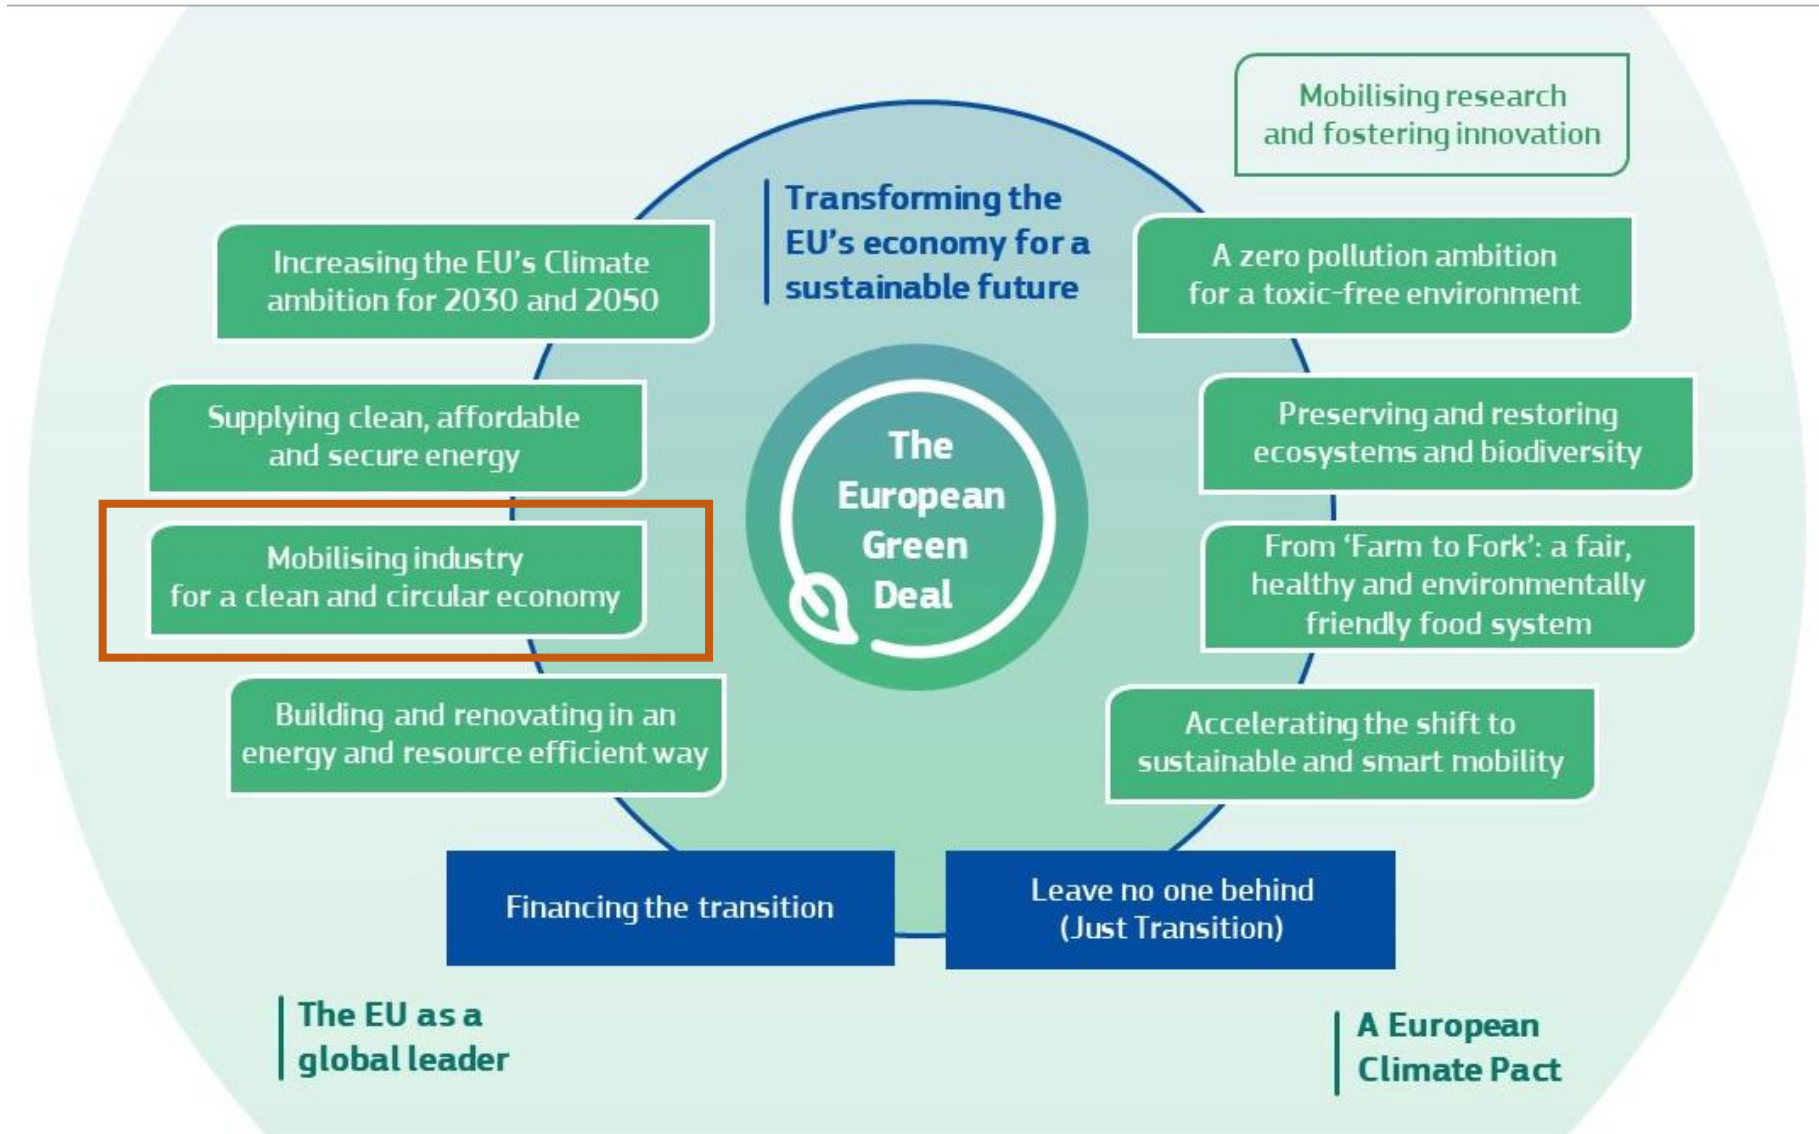 Mobilising research
and fostering innovation
Transforming the
EU's economy for a
sustainable future
Increasing the EU's Climate
ambition for 2030 and 2050
A zero pollution ambition
for a toxic-free environment
Supplying clean, affordable
and secure energy
Preserving and restoring
ecosystems and biodiversity
The
European
Green
Deal
Mobilising industry
for a clean and circular economy
From 'Farm to Fork': a fair,
healthy and environmentally
friendly food system
Building and renovating in an
energy and resource efficient way
Accelerating the shift to
sustainable and smart mobility
Financing the transition
Leave no one behind
(Just Transition)
The EU as a
global leader
A European
Climate Pact